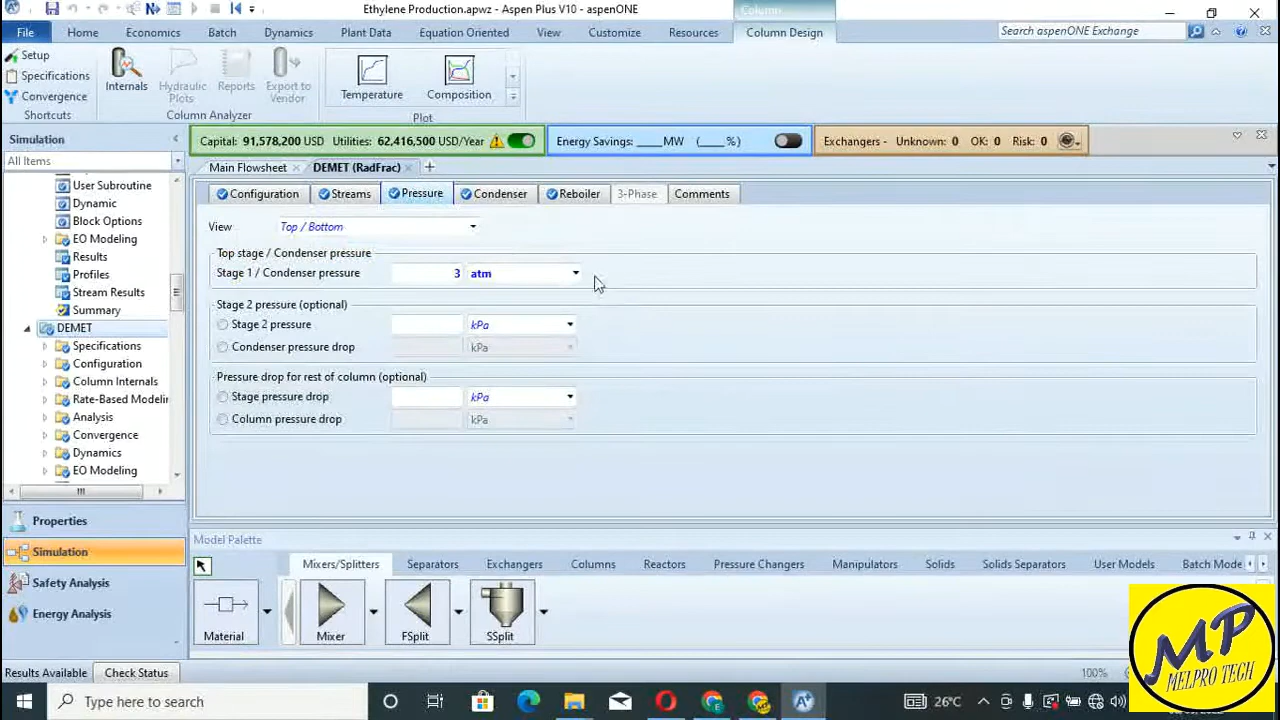 Ethylene Production.apwz - Aspen Plus V10 - aspenONE
Column
File Home Economics Batch Dynamics Plant Data Equation Oriented View Customize Resources Column Design Search aspenONE Exchange
Setup
Specifications
Convergence
Shortcuts
Internals
Hydraulic Plots
Reports
Export to Vendor
Column Analyzer
Temperature
Composition
Plot
Simulation
All Items
Capital: 91,578,200 USD Utilities: 62,416,500 USD/Year
Energy Savings: ____ MW (____ %)
Exchangers - Unknown: 0 OK: 0 Risk: 0
Main Flowsheet DEMET (RadFrac) +
Configuration Streams Pressure Condenser Reboiler 3-Phase Comments
User Subroutine
Dynamic
Block Options
EO Modeling
Results
Profiles
Stream Results
Summary
DEMET
Specifications
Configuration
Column Internals
Rate-Based Modelin
Analysis
Convergence
Dynamics
EO Modeling
View Top / Bottom
Top stage / Condenser pressure
Stage 1 / Condenser pressure 3 atm
Stage 2 pressure (optional)
Stage 2 pressure kPa
Condenser pressure drop kPa
Pressure drop for rest of column (optional)
Stage pressure drop kPa
Column pressure drop kPa
Properties
Simulation
Safety Analysis
Energy Analysis
Model Palette
Mixers/Splitters Separators Exchangers Columns Reactors Pressure Changers Manipulators Solids Solids Separators User Models Batch Mode
Material Mixer FSplit SSplit
Results Available Check Status 100%
Type here to search 26°C
MP
MELPRO TECH